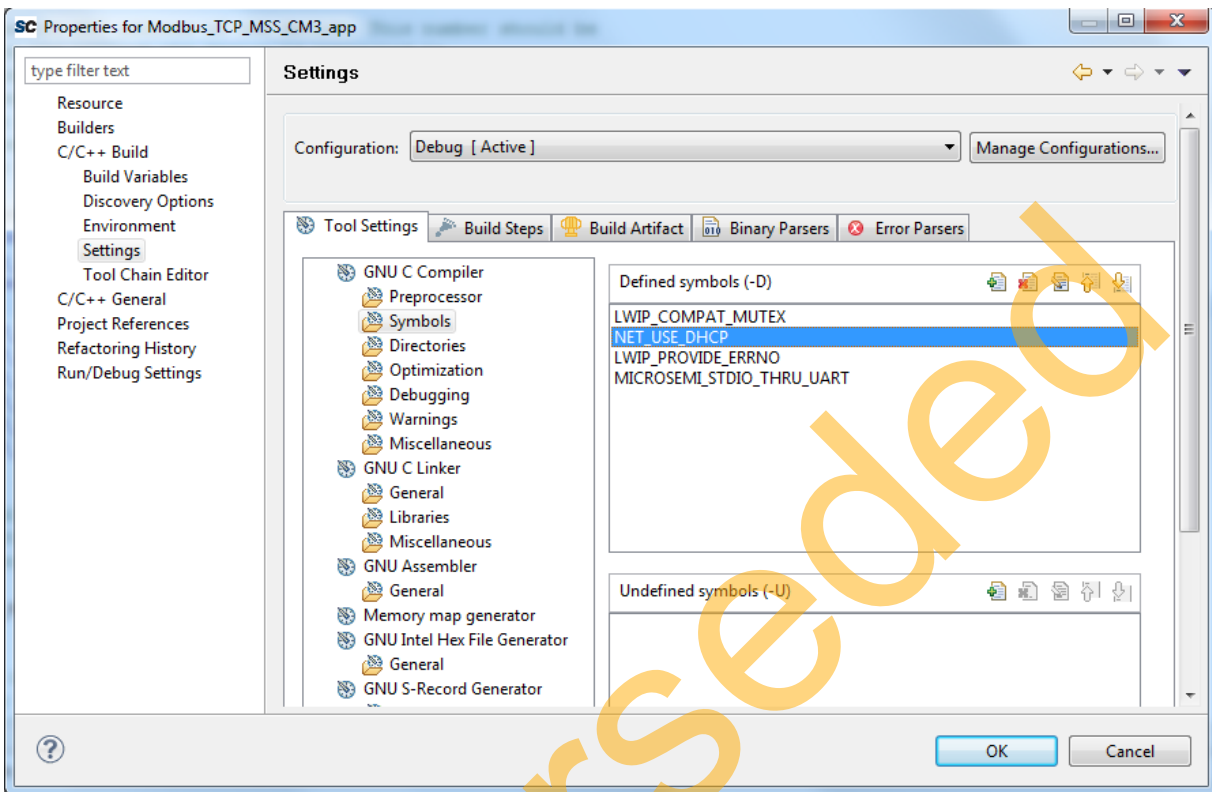 SC Properties for Modbus_TCP_MSS_CM3_app
type filter text
Resource
Builders
C/C++ Build
Build Variables
Discovery Options
Environment
Settings
Tool Chain Editor
C/C++ General
Project References
Refactoring History
Run/Debug Settings
Settings
Configuration: Debug [ Active ] Manage Configurations...
Tool Settings Build Steps Build Artifact Binary Parsers Error Parsers
GNU C Compiler
Preprocessor
Symbols
Directories
Optimization
Debugging
Warnings
Miscellaneous
GNU C Linker
General
Libraries
Miscellaneous
GNU Assembler
General
Memory map generator
GNU Intel Hex File Generator
General
GNU S-Record Generator
Defined symbols (-D)
LWIP_COMPAT_MUTEX
NET_USE_DHCP
LWIP_PROVIDE_ERRNO
MICROSEMI_STDIO_THRU_UART
Undefined symbols (-U)
OK Cancel
rseded